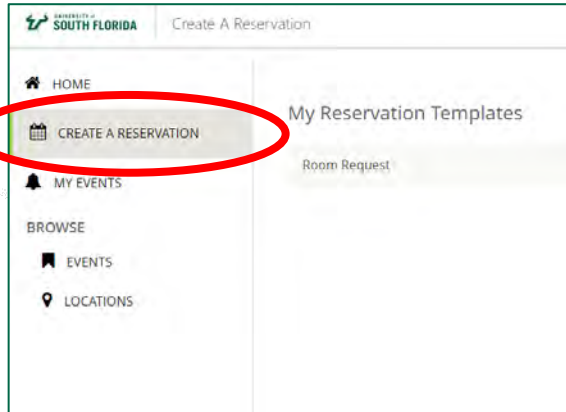 UNIVERSITY of
SOUTH FLORIDA
Create A Reservation
HOME
CREATE A RESERVATION
MY EVENTS
BROWSE
EVENTS
LOCATIONS
My Reservation Templates
Room Request